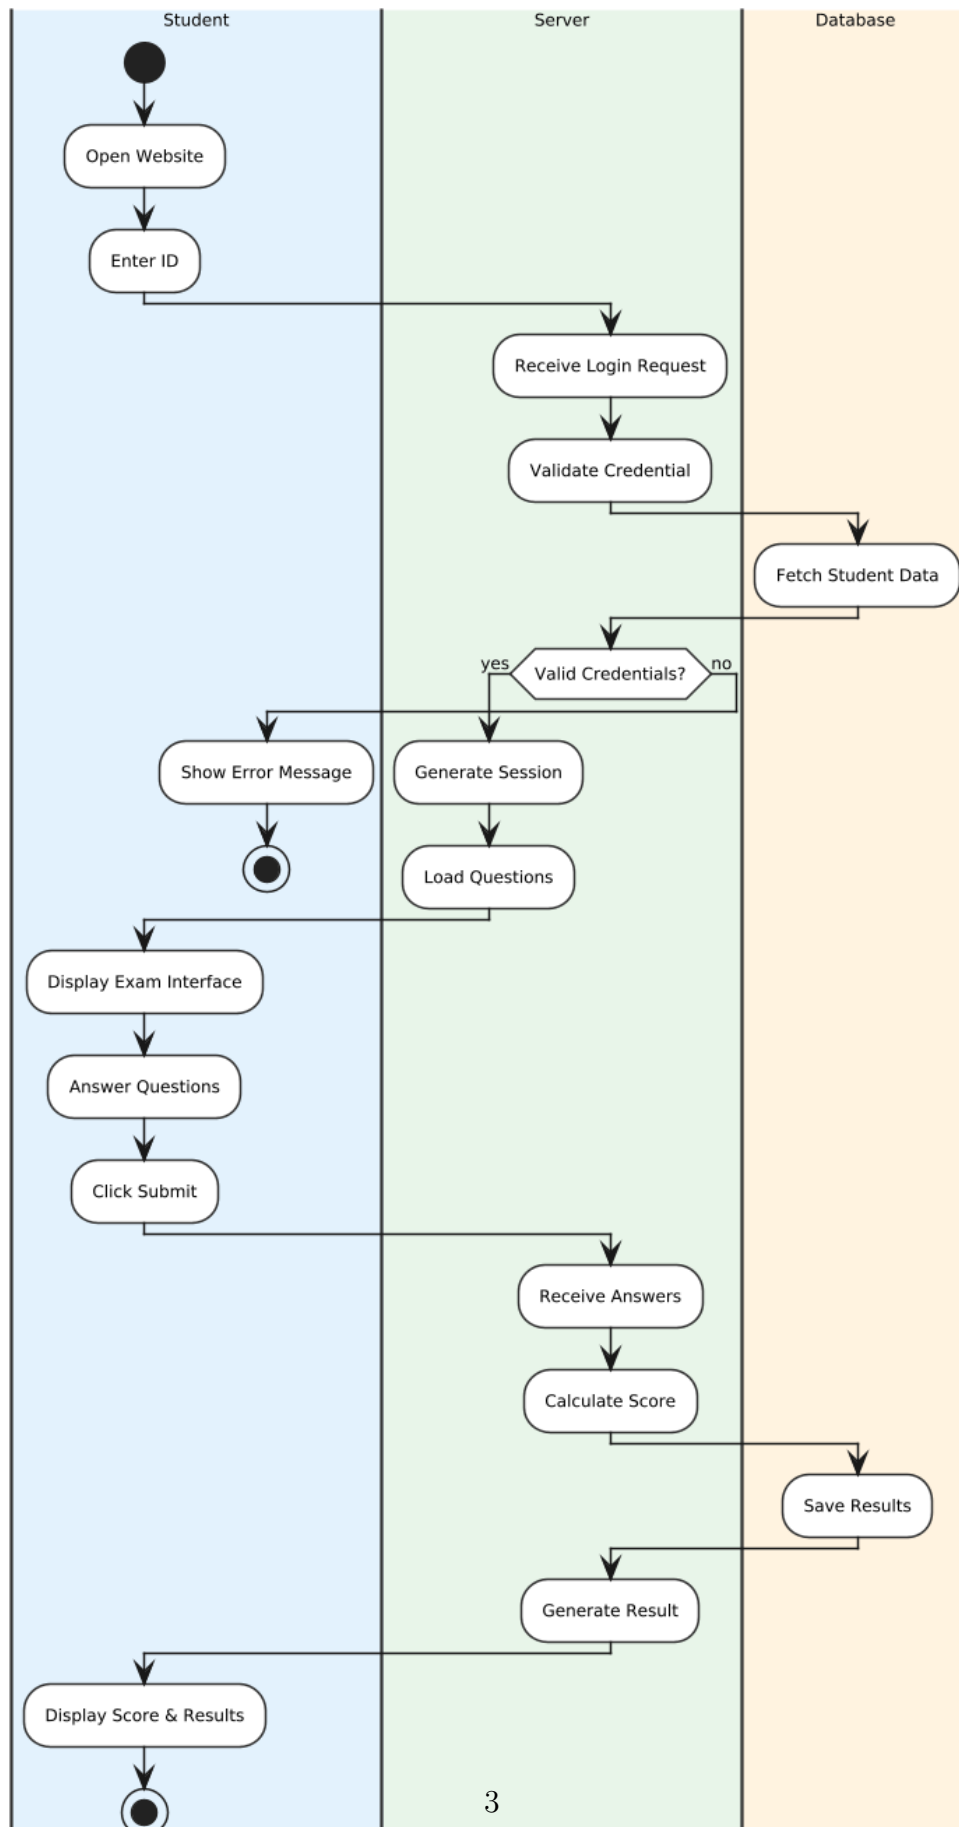 Student
Server
Database
Open Website
Enter ID
Receive Login Request
Validate Credential
Fetch Student Data
yes
Valid Credentials?
no
Show Error Message
Generate Session
Load Questions
Display Exam Interface
Answer Questions
Click Submit
Receive Answers
Calculate Score
Save Results
Generate Result
Display Score & Results
3